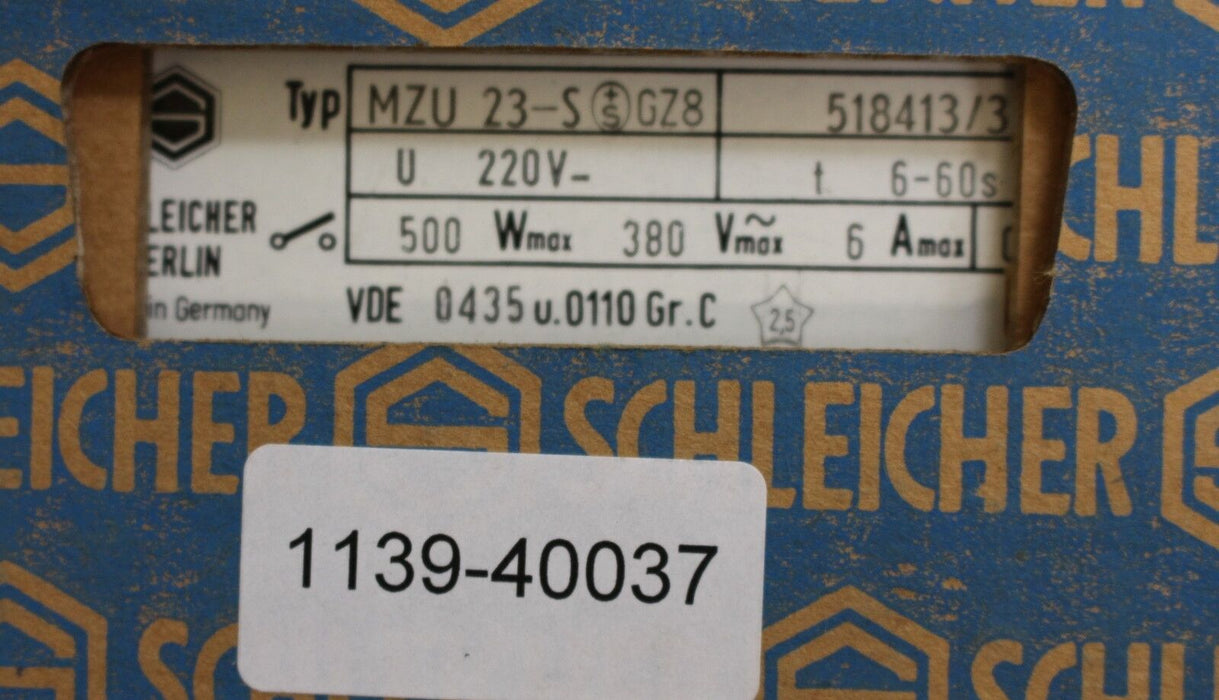 Typ MZU 23-S GZ8 518413/3
U 220V- t 6-60s
LEICHER
500 Wmax 380 V~max 6 Amax
ERLIN
in Germany
VDE 0435 u. 0110 Gr. C 2,5
EICHER SCHLEICHER
1139-40037